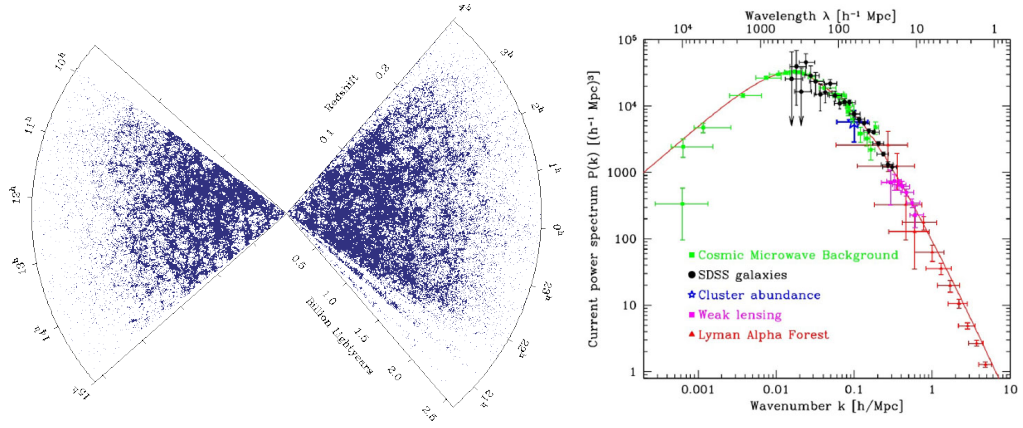 10ʰ
11ʰ
12ʰ
13ʰ
14ʰ
15ʰ
4ʰ
3ʰ
2ʰ
1ʰ
0ʰ
23ʰ
22ʰ
21ʰ
Redshift
0.1
0.2
0.5
1.0
1.5
2.0
2.5
Billion Lightyears
Wavelength λ [h⁻¹ Mpc]
10⁴ 1000 100 10 1
Current power spectrum P(k) [(h⁻¹ Mpc)³]
10⁵
10⁴
1000
100
10
1
Cosmic Microwave Background
SDSS galaxies
Cluster abundance
Weak lensing
Lyman Alpha Forest
0.001 0.01 0.1 1 10
Wavenumber k [h/Mpc]